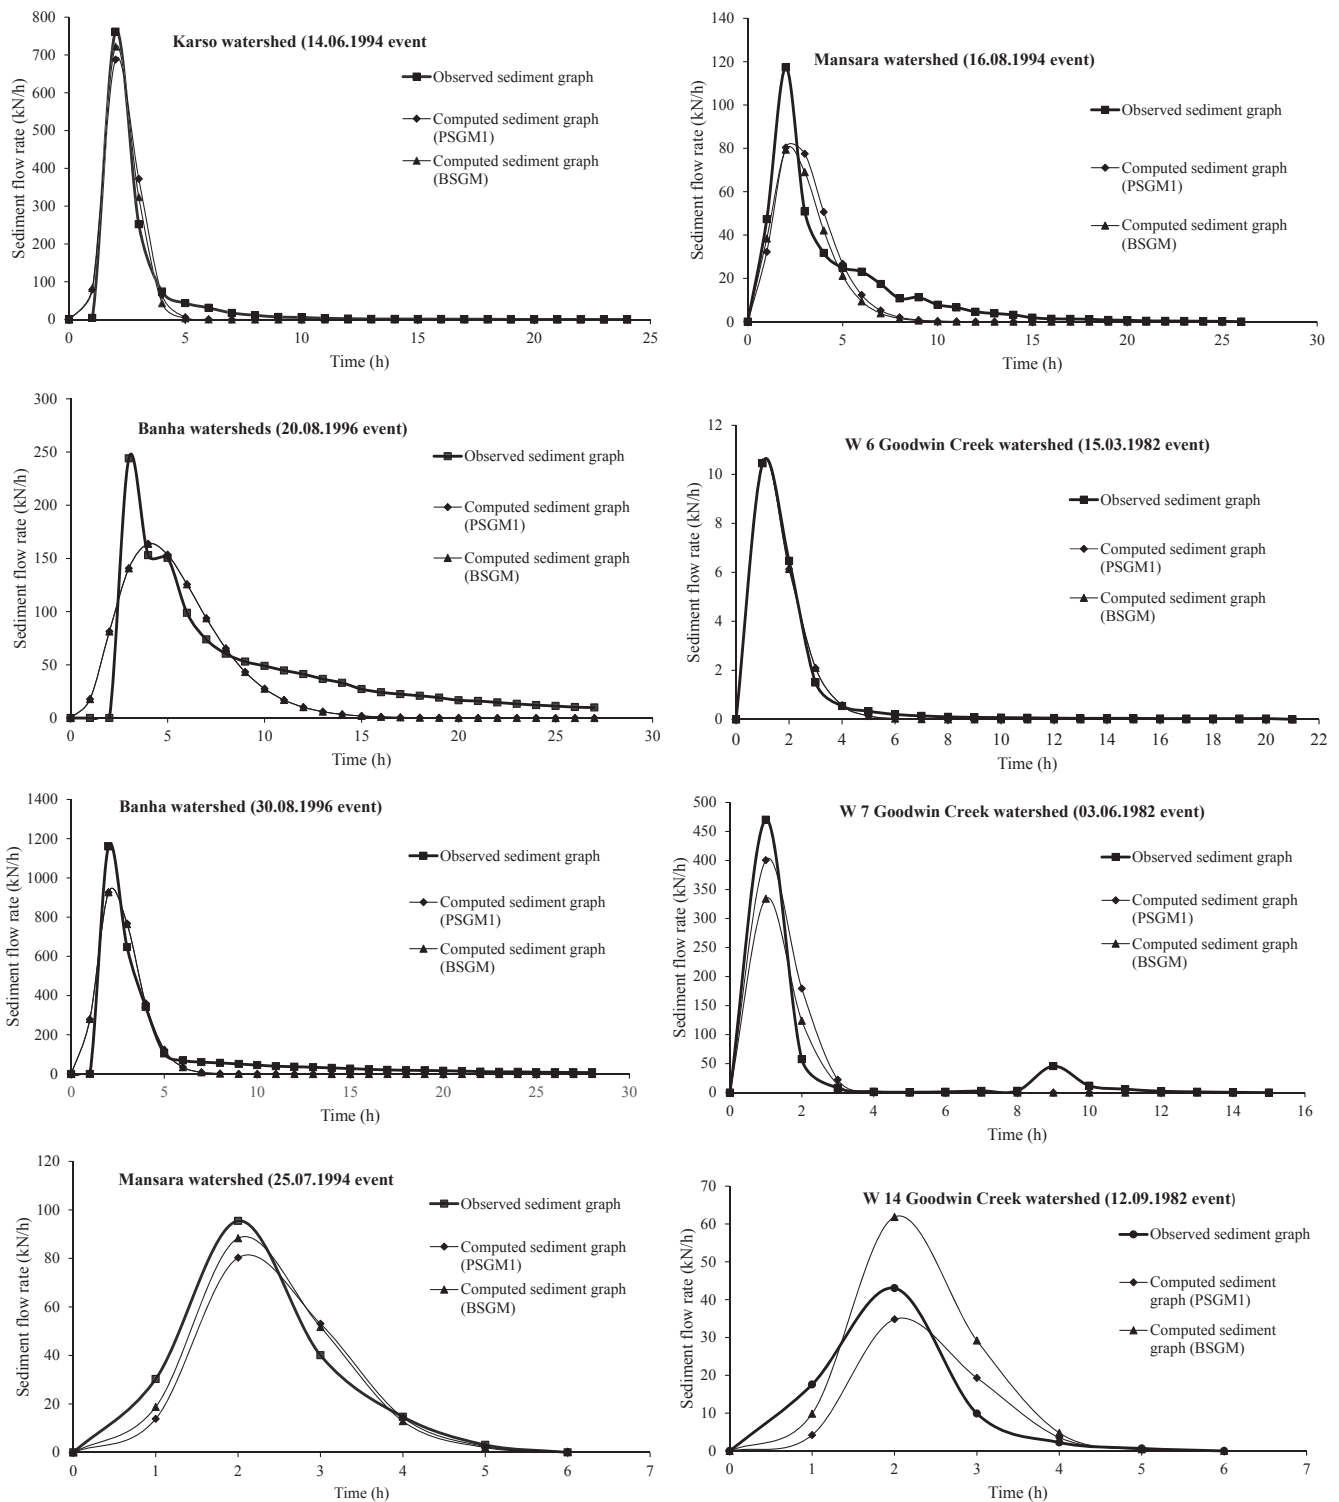 Karso watershed (14.06.1994 event
Sediment flow rate (kN/h)
800
700
600
500
400
300
200
100
0
Observed sediment graph
Computed sediment graph
(PSGM1)
Computed sediment graph
(BSGM)
0 5 10 15 20 25
Time (h)
Mansara watershed (16.08.1994 event)
Sediment flow rate (kN/h)
140
120
100
80
60
40
20
0
Observed sediment graph
Computed sediment graph
(PSGM1)
Computed sediment graph
(BSGM)
0 5 10 15 20 25 30
Time (h)
Banha watersheds (20.08.1996 event)
Sediment flow rate (kN/h)
300
250
200
150
100
50
0
Observed sediment graph
Computed sediment graph
(PSGM1)
Computed sediment graph
(BSGM)
0 5 10 15 20 25 30
Time (h)
W 6 Goodwin Creek watershed (15.03.1982 event)
Sediment flow rate (kN/h)
12
10
8
6
4
2
0
Observed sediment graph
Computed sediment graph
(PSGM1)
Computed sediment graph
(BSGM)
0 2 4 6 8 10 12 14 16 18 20 22
Time (h)
Banha watershed (30.08.1996 event)
Sediment flow rate (kN/h)
1400
1200
1000
800
600
400
200
0
Observed sediment graph
Computed sediment graph
(PSGM1)
Computed sediment graph
(BSGM)
0 5 10 15 20 25 30
Time (h)
W 7 Goodwin Creek watershed (03.06.1982 event)
Sediment flow rate (kN/h)
500
450
400
350
300
250
200
150
100
50
0
Observed sediment graph
Computed sediment graph
(PSGM1)
Computed sediment graph
(BSGM)
0 2 4 6 8 10 12 14 16
Time (h)
Mansara watershed (25.07.1994 event
Sediment flow rate (kN/h)
120
100
80
60
40
20
0
Observed sediment graph
Computed sediment graph
(PSGM1)
Computed sediment graph
(BSGM)
0 1 2 3 4 5 6 7
Time (h)
W 14 Goodwin Creek watershed (12.09.1982 event)
Sediment flow rate (kN/h)
70
60
50
40
30
20
10
0
Observed sediment graph
Computed sediment
graph (PSGM1)
Computed sediment
graph (BSGM)
0 1 2 3 4 5 6 7
Time (h)